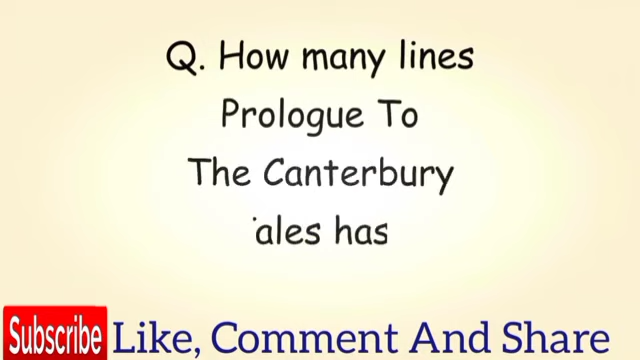 Q. How many lines
Prologue To
The Canterbury
ales has
Subscribe Like, Comment And Share